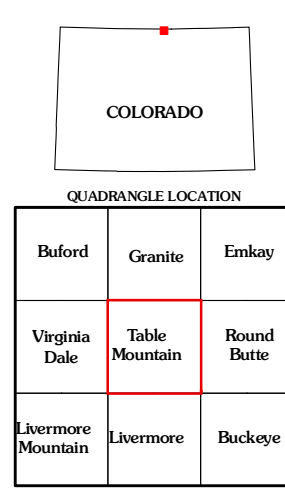 COLORADO
QUADRANGLE LOCATION
Buford Granite Emkay
Virginia Dale Table Mountain Round Butte
Livermore Mountain Livermore Buckeye